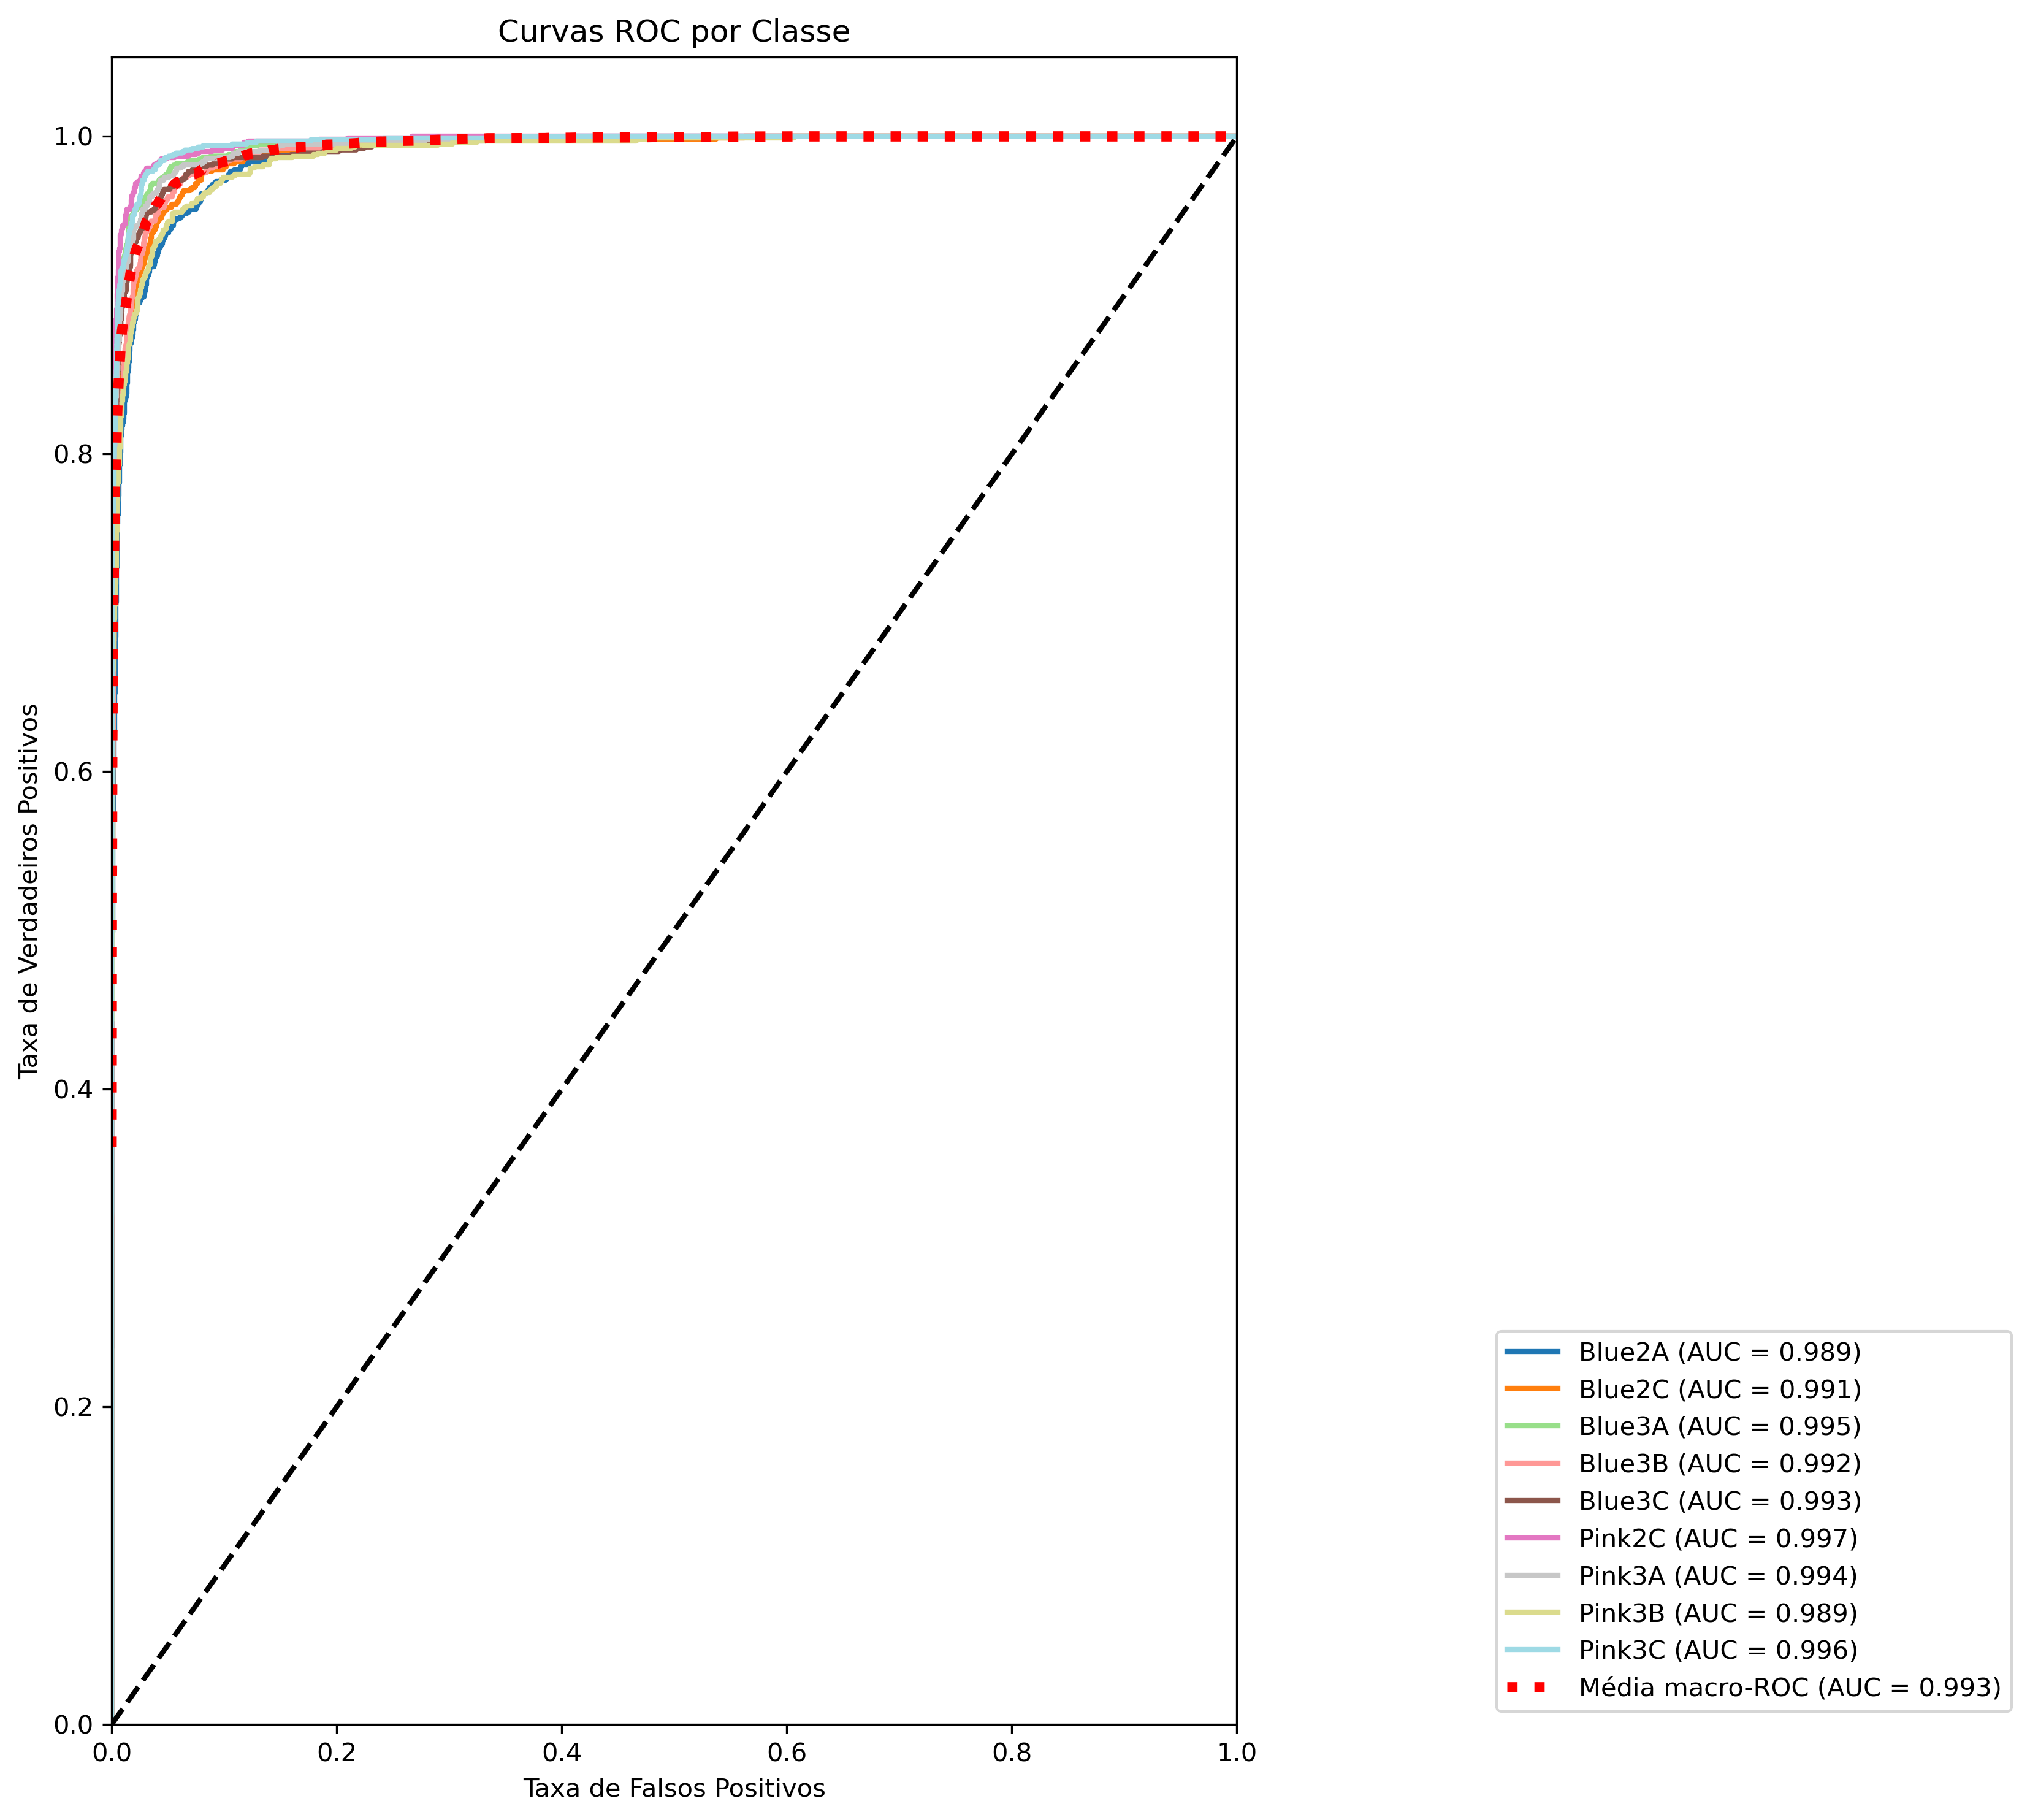 Curvas ROC por Classe
1.0
0.8
0.6
0.4
0.2
0.0
Taxa de Verdadeiros Positivos
0.0 0.2 0.4 0.6 0.8 1.0
Taxa de Falsos Positivos
Blue2A (AUC = 0.989)
Blue2C (AUC = 0.991)
Blue3A (AUC = 0.995)
Blue3B (AUC = 0.992)
Blue3C (AUC = 0.993)
Pink2C (AUC = 0.997)
Pink3A (AUC = 0.994)
Pink3B (AUC = 0.989)
Pink3C (AUC = 0.996)
Média macro-ROC (AUC = 0.993)